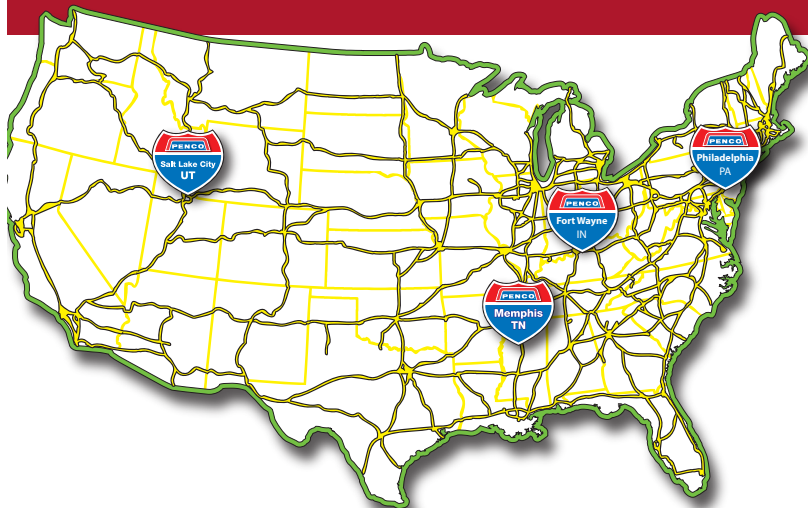 PENCO
Salt Lake City
UT
PENCO
Philadelphia
PA
PENCO
Fort Wayne
IN
PENCO
Memphis
TN